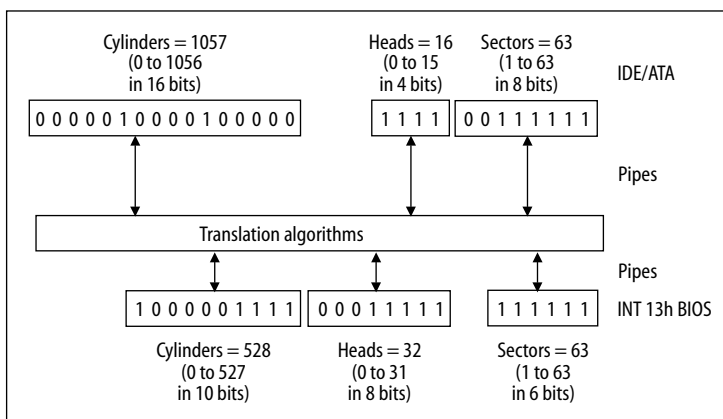 Cylinders = 1057
(0 to 1056
in 16 bits)
Heads = 16
(0 to 15
in 4 bits)
Sectors = 63
(1 to 63
in 8 bits)
IDE/ATA
0 0 0 0 0 1 0 0 0 0 1 0 0 0 0 0
1 1 1 1
0 0 1 1 1 1 1 1
Pipes
Translation algorithms
Pipes
1 0 0 0 0 0 1 1 1 1
0 0 0 1 1 1 1 1
1 1 1 1 1 1
INT 13h BIOS
Cylinders = 528
(0 to 527
in 10 bits)
Heads = 32
(0 to 31
in 8 bits)
Sectors = 63
(1 to 63
in 6 bits)